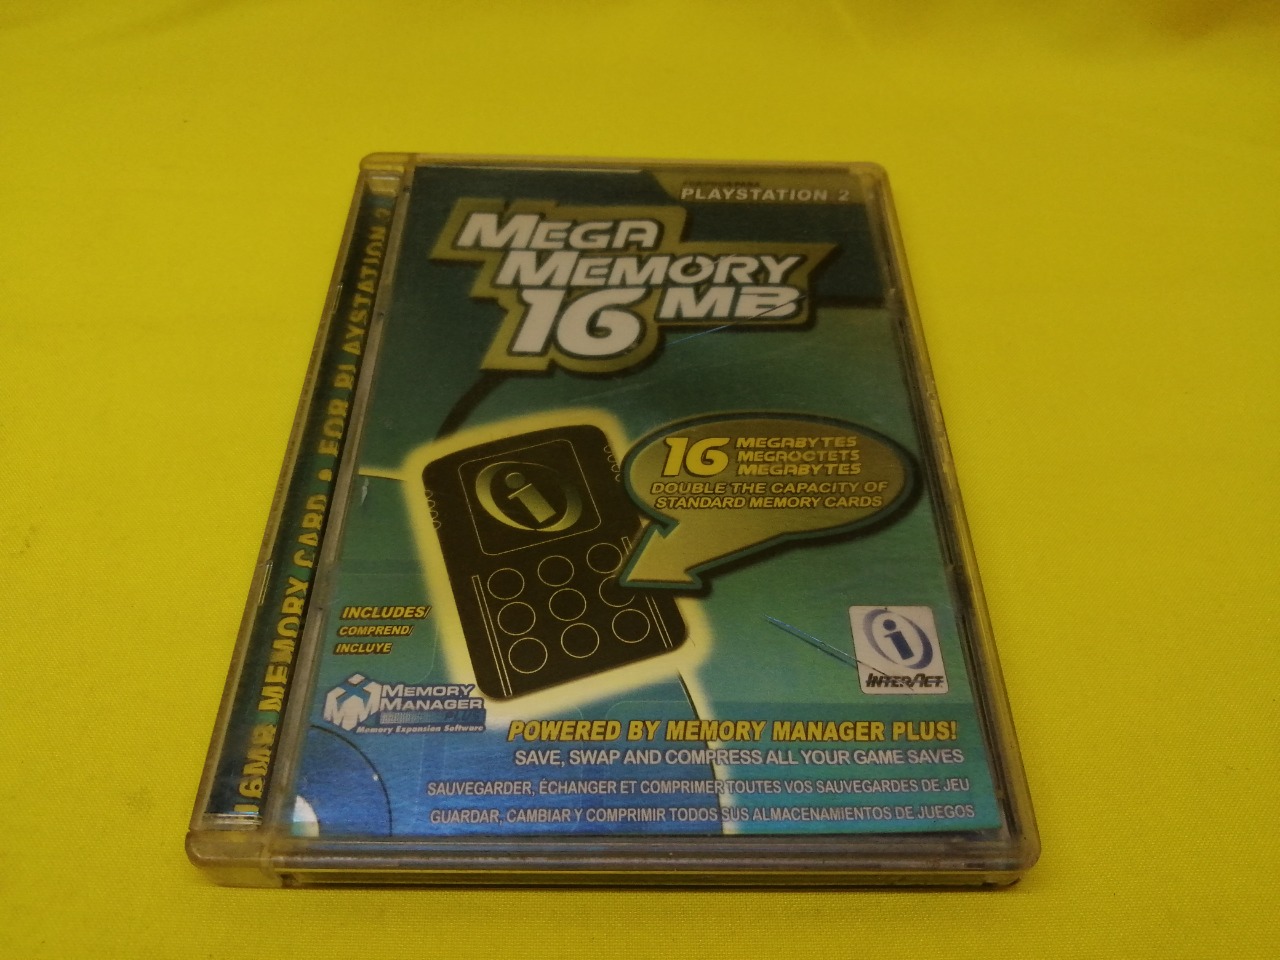 PLAYSTATION 2
MEGA
MEMORY
16 MB
16 MEGABYTES
MEGAOCTETS
MEGABYTES
DOUBLE THE CAPACITY OF
STANDARD MEMORY CARDS
INCLUDES/
COMPREND/
INCLUYE
MEMORY
MANAGER
PLUS
Memory Expansion Software
INTERACT
POWERED BY MEMORY MANAGER PLUS!
SAVE, SWAP AND COMPRESS ALL YOUR GAME SAVES
SAUVEGARDER, ÉCHANGER ET COMPRIMER TOUTES VOS SAUVEGARDES DE JEU
GUARDAR, CAMBIAR Y COMPRIMIR TODOS SUS ALMACENAMIENTOS DE JUEGOS
16MB MEMORY CARD • FOR PLAYSTATION 2